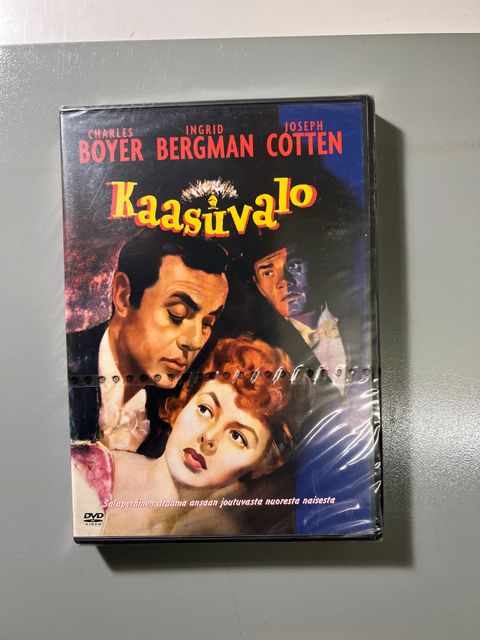 CHARLES
BOYER
INGRID
BERGMAN
JOSEPH
COTTEN
Kaasuvalo
Salaperäinen draama ansaan joutuvasta nuoresta naisesta
DVD
VIDEO